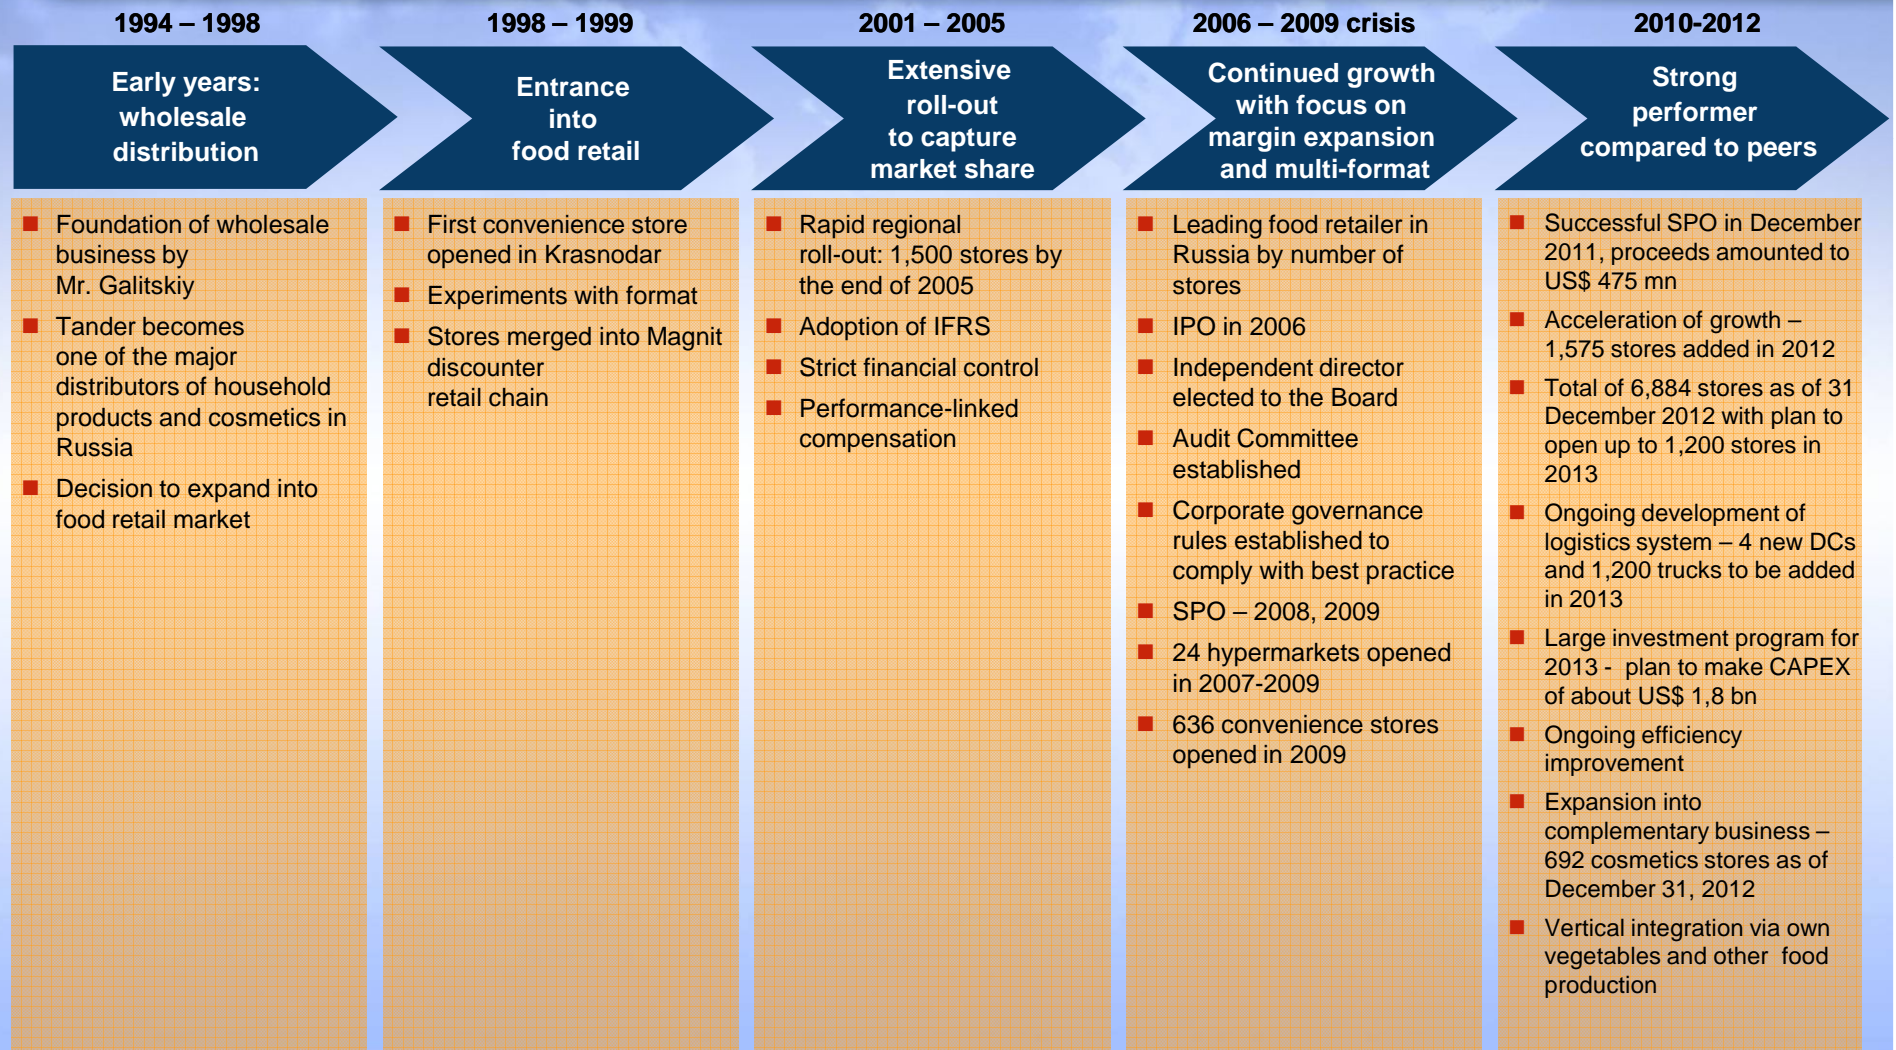 1994 – 1998
Early years:
wholesale
distribution
■ Foundation of wholesale
business by
Mr. Galitskiy
■ Tander becomes
one of the major
distributors of household
products and cosmetics in
Russia
■ Decision to expand into
food retail market
1998 – 1999
Entrance
into
food retail
■ First convenience store
opened in Krasnodar
■ Experiments with format
■ Stores merged into Magnit
discounter
retail chain
2001 – 2005
Extensive
roll-out
to capture
market share
■ Rapid regional
roll-out: 1,500 stores by
the end of 2005
■ Adoption of IFRS
■ Strict financial control
■ Performance-linked
compensation
2006 – 2009 crisis
Continued growth
with focus on
margin expansion
and multi-format
■ Leading food retailer in
Russia by number of
stores
■ IPO in 2006
■ Independent director
elected to the Board
■ Audit Committee
established
■ Corporate governance
rules established to
comply with best practice
■ SPO – 2008, 2009
■ 24 hypermarkets opened
in 2007-2009
■ 636 convenience stores
opened in 2009
2010-2012
Strong
performer
compared to peers
■ Successful SPO in December
2011, proceeds amounted to
US$ 475 mn
■ Acceleration of growth –
1,575 stores added in 2012
■ Total of 6,884 stores as of 31
December 2012 with plan to
open up to 1,200 stores in
2013
■ Ongoing development of
logistics system – 4 new DCs
and 1,200 trucks to be added
in 2013
■ Large investment program for
2013 -  plan to make CAPEX
of about US$ 1,8 bn
■ Ongoing efficiency
improvement
■ Expansion into
complementary business –
692 cosmetics stores as of
December 31, 2012
■ Vertical integration via own
vegetables and other  food
production